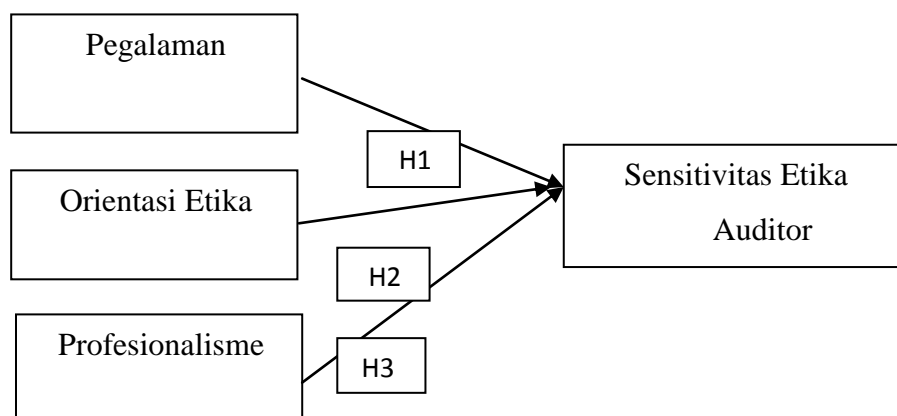 Pegalaman
H1
Sensitivitas Etika
Auditor
Orientasi Etika
H2
Profesionalisme
H3